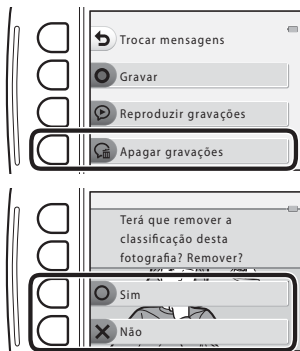 Trocar mensagens
Gravar
Reproduzir gravações
Apagar gravações
Terá que remover a
classificação desta
fotografia? Remover?
Sim
Não